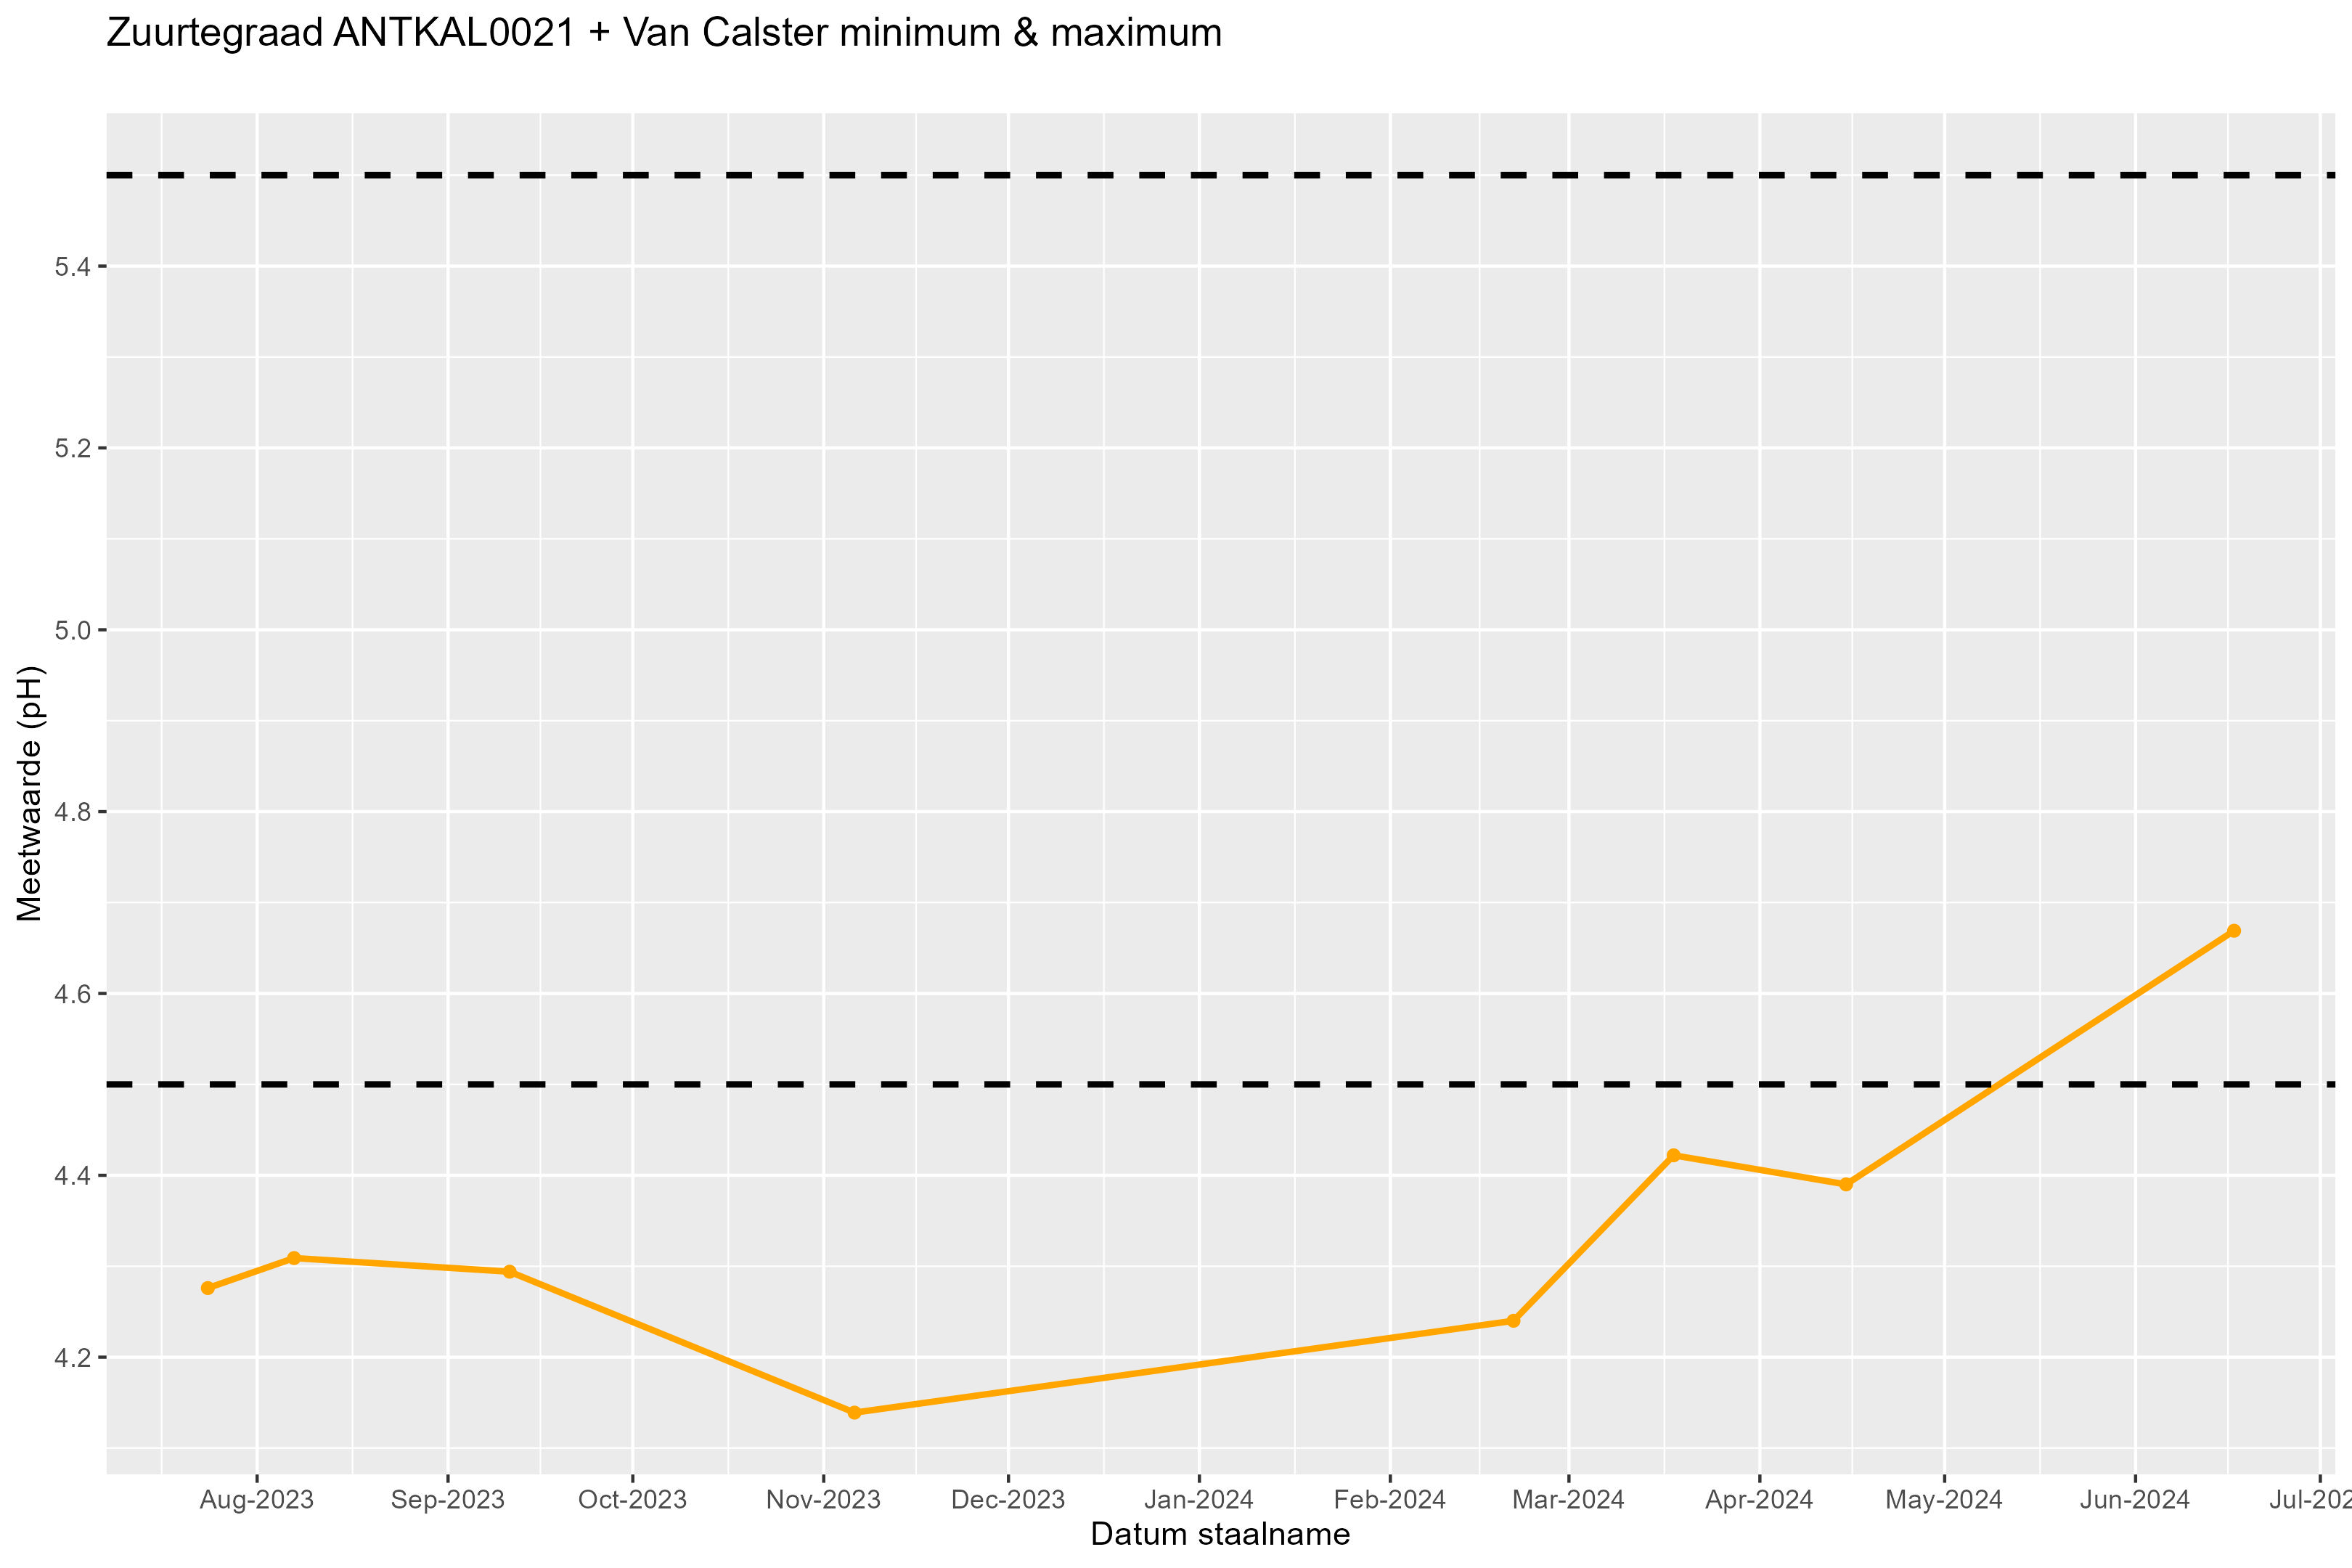 Zuurtegraad ANTKAL0021 + Van Calster minimum & maximum
Meetwaarde (pH)
5.4
5.2
5.0
4.8
4.6
4.4
4.2
Aug-2023 Sep-2023 Oct-2023 Nov-2023 Dec-2023 Jan-2024 Feb-2024 Mar-2024 Apr-2024 May-2024 Jun-2024 Jul-202
Datum staalname